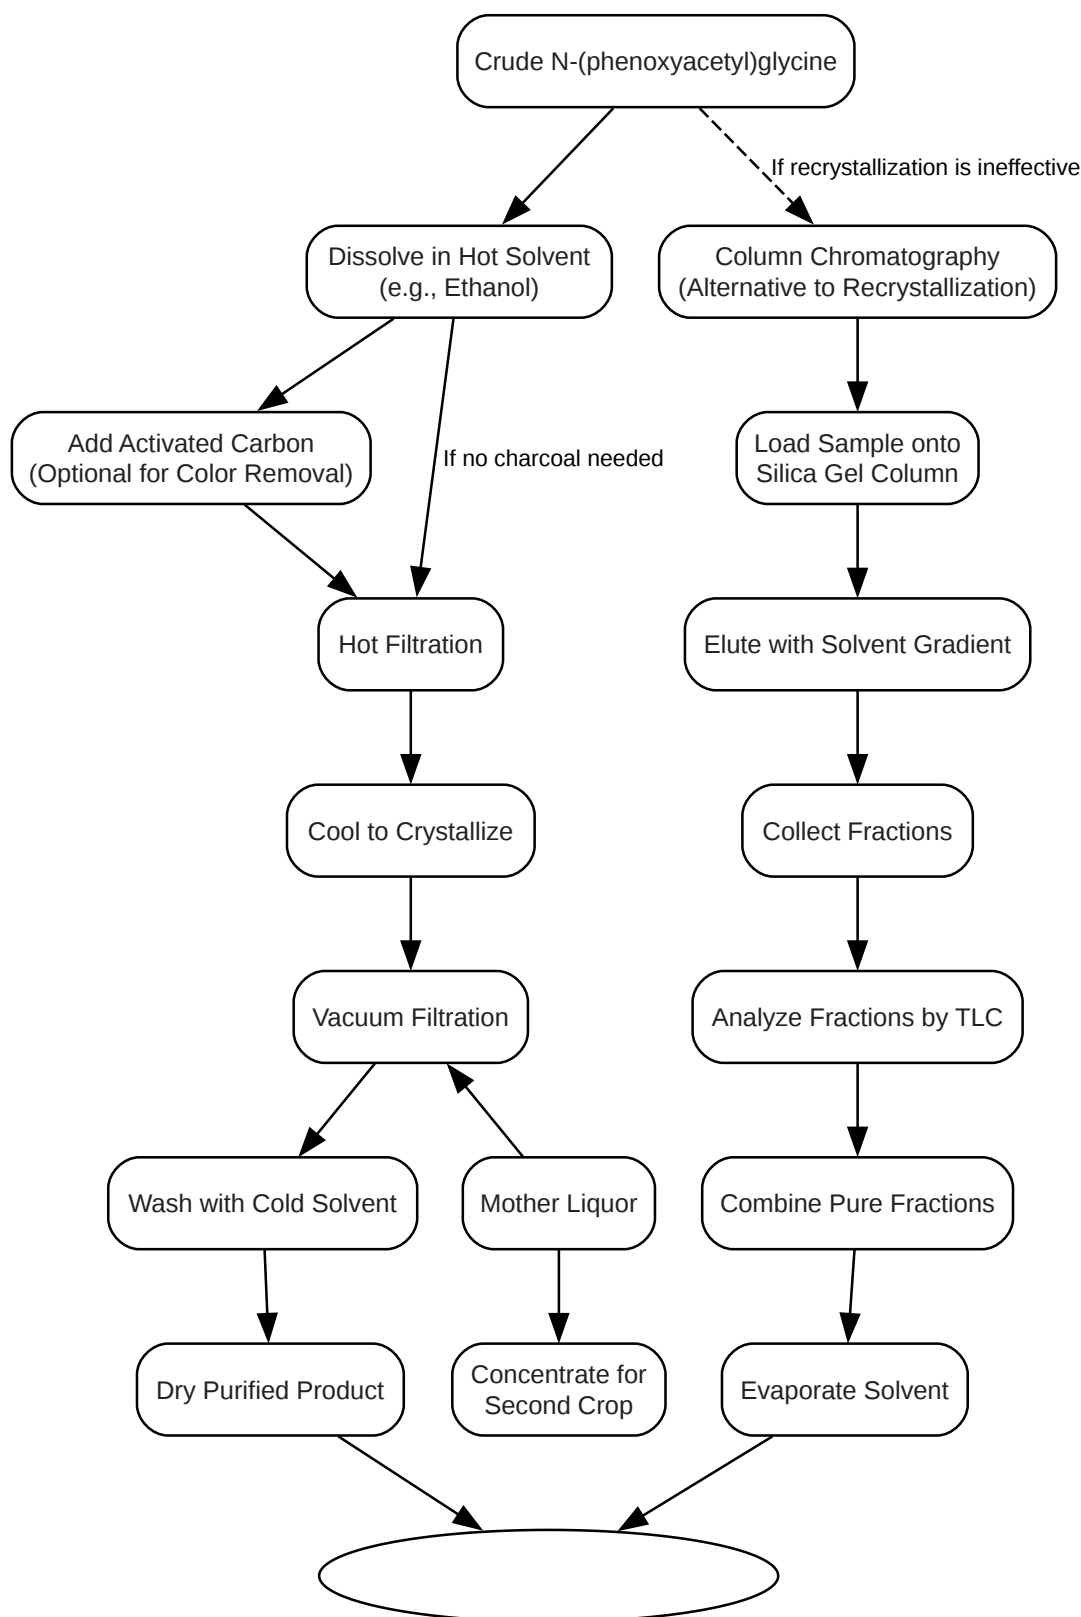 Crude N-(phenoxyacetyl)glycine
If recrystallization is ineffective
Dissolve in Hot Solvent
(e.g., Ethanol)
Column Chromatography
(Alternative to Recrystallization)
Add Activated Carbon
(Optional for Color Removal)
If no charcoal needed
Load Sample onto
Silica Gel Column
Hot Filtration
Elute with Solvent Gradient
Cool to Crystallize
Collect Fractions
Vacuum Filtration
Analyze Fractions by TLC
Wash with Cold Solvent
Mother Liquor
Combine Pure Fractions
Dry Purified Product
Concentrate for
Second Crop
Evaporate Solvent